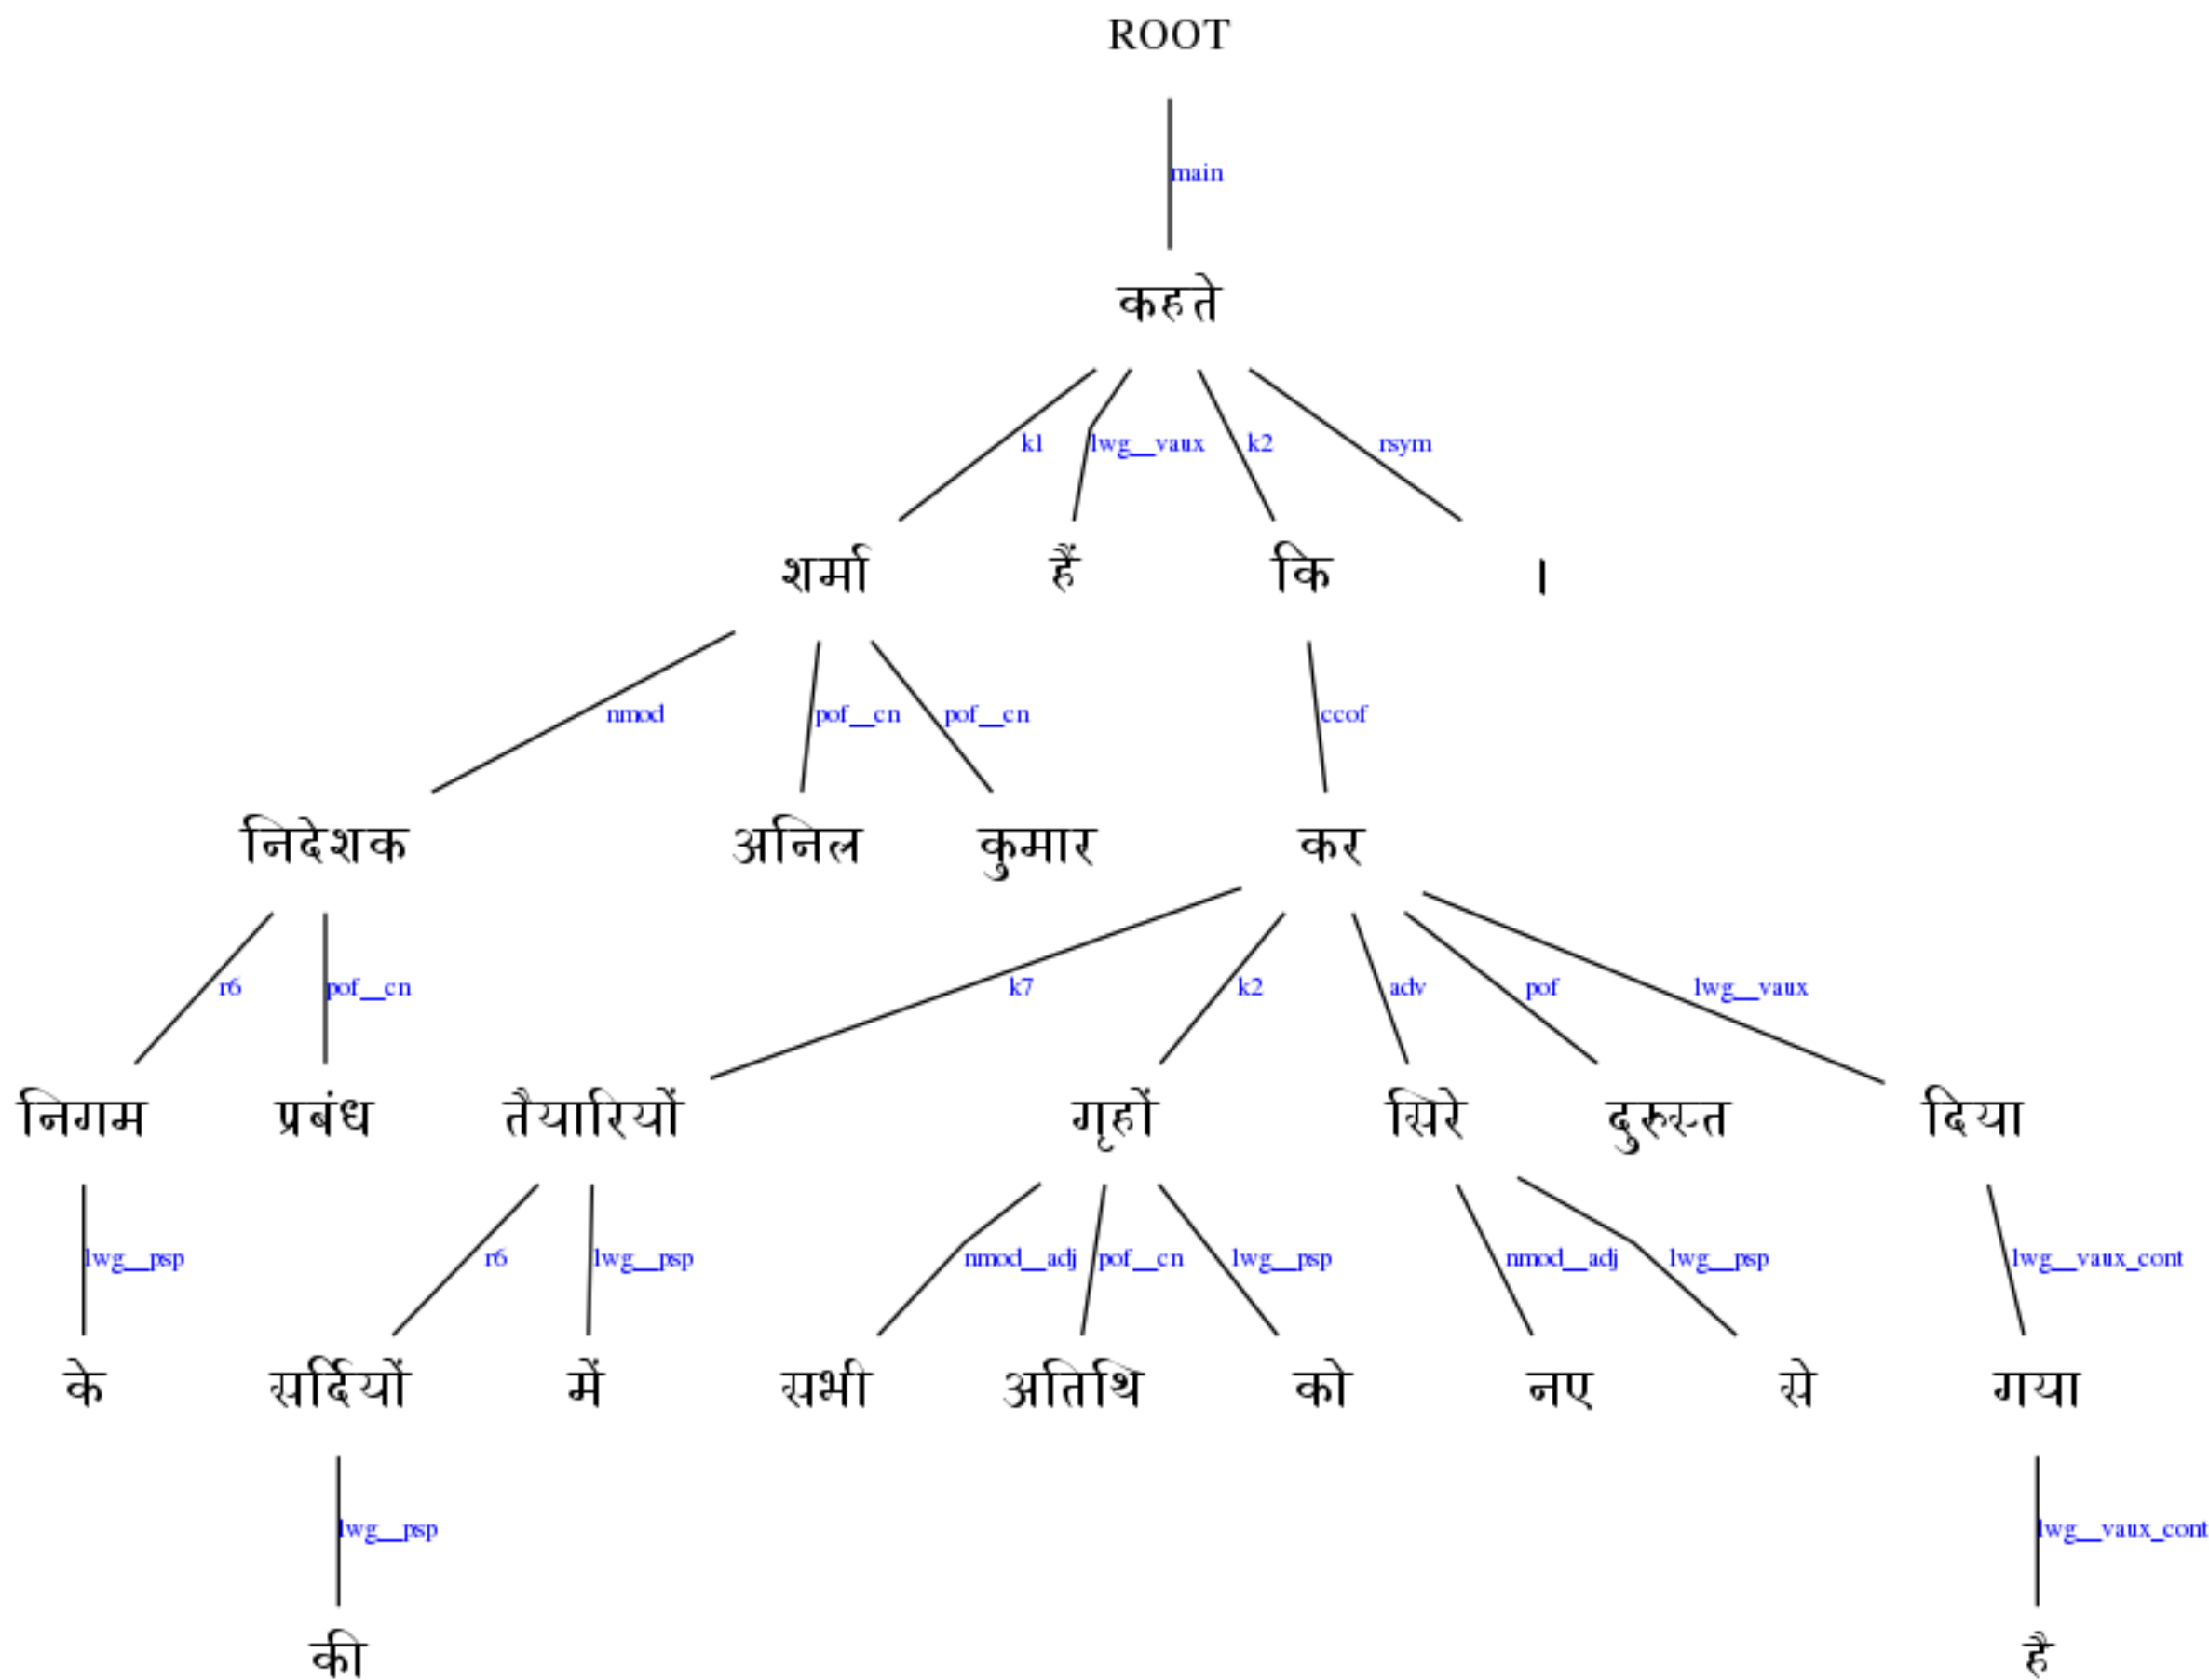 ROOT
main
कहते
k1 lwg__vaux k2 rsym
शर्मा हैं कि ।
nmod pof__cn pof__cn ccof
निदेशक अनिल कुमार कर
r6 pof__cn k7 k2 adv pof lwg__vaux
निगम प्रबंध तैयारियों गृहों सिरे दुरुस्त दिया
lwg__psp r6 lwg__psp nmod__adj pof__cn lwg__psp nmod__adj lwg__psp lwg__vaux_cont
के सर्दियों में सभी अतिथि को नए से गया
lwg__psp lwg__vaux_cont
की है